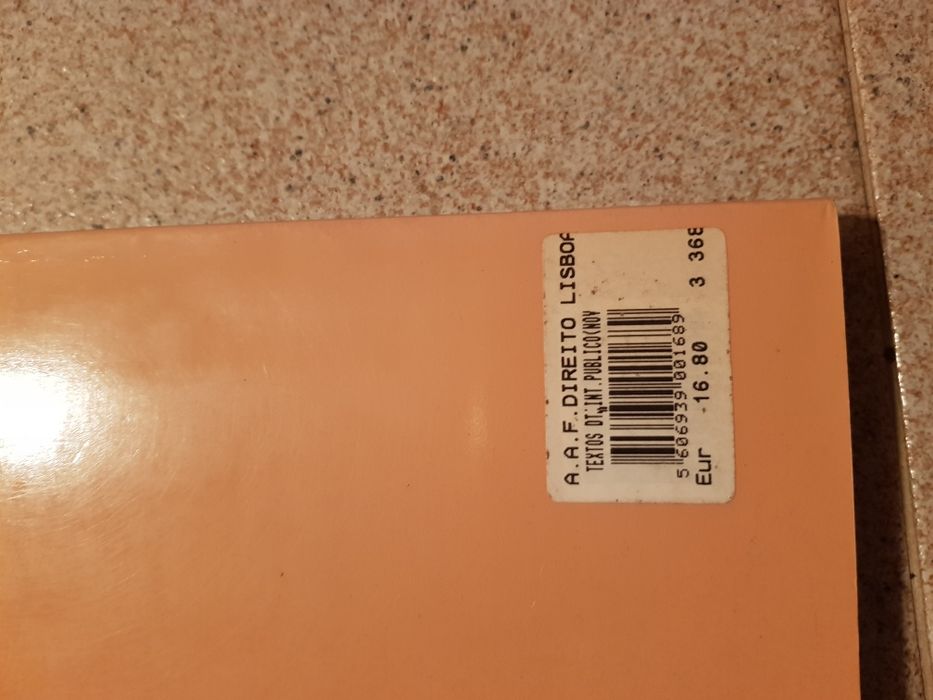 A.A.F.DIREITO LISBOA
TEXTOS DT.INT.PUBLICO(NOV
5 606939 001689
Eur 16.80 3 368